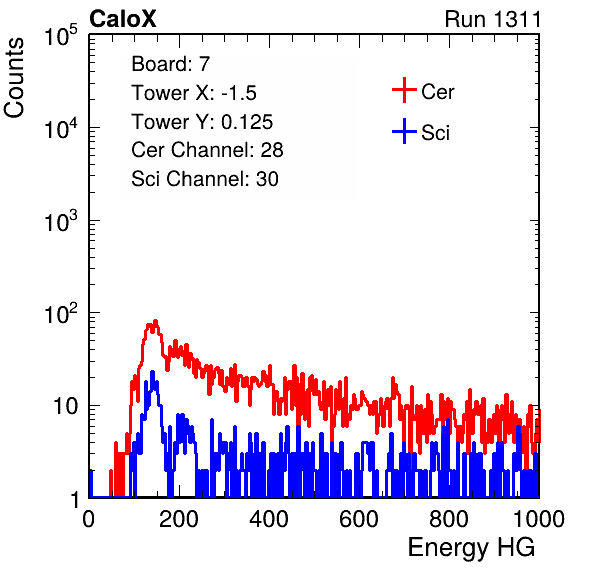 CaloX Run 1311
Counts
10^5
10^4
10^3
10^2
10
1
Board: 7
Tower X: -1.5
Tower Y: 0.125
Cer Channel: 28
Sci Channel: 30
Cer
Sci
0 200 400 600 800 1000
Energy HG